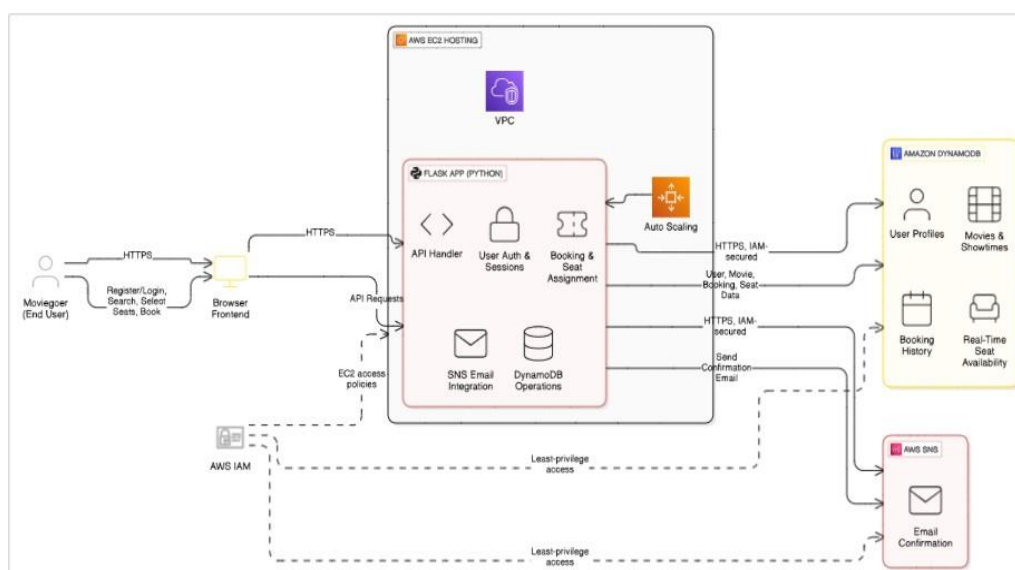 AWS EC2 HOSTING
VPC
FLASK APP (PYTHON)
API Handler
User Auth &
Sessions
Booking &
Seat
Assignment
SNS Email
Integration
DynamoDB
Operations
Auto Scaling
Moviegoer
(End User)
HTTPS
Register/Login,
Search, Select
Seats, Book
Browser
Frontend
HTTPS
API Requests
EC2 access
policies
AWS IAM
Least-privilege
access
Least-privilege
access
HTTPS, IAM-
secured
User, Movie,
Booking, Seat
Data
HTTPS, IAM-
secured
Send
Confirmation
Email
AMAZON DYNAMODB
User Profiles
Movies &
Showtimes
Booking
History
Real-Time
Seat
Availability
AWS SNS
Email
Confirmation